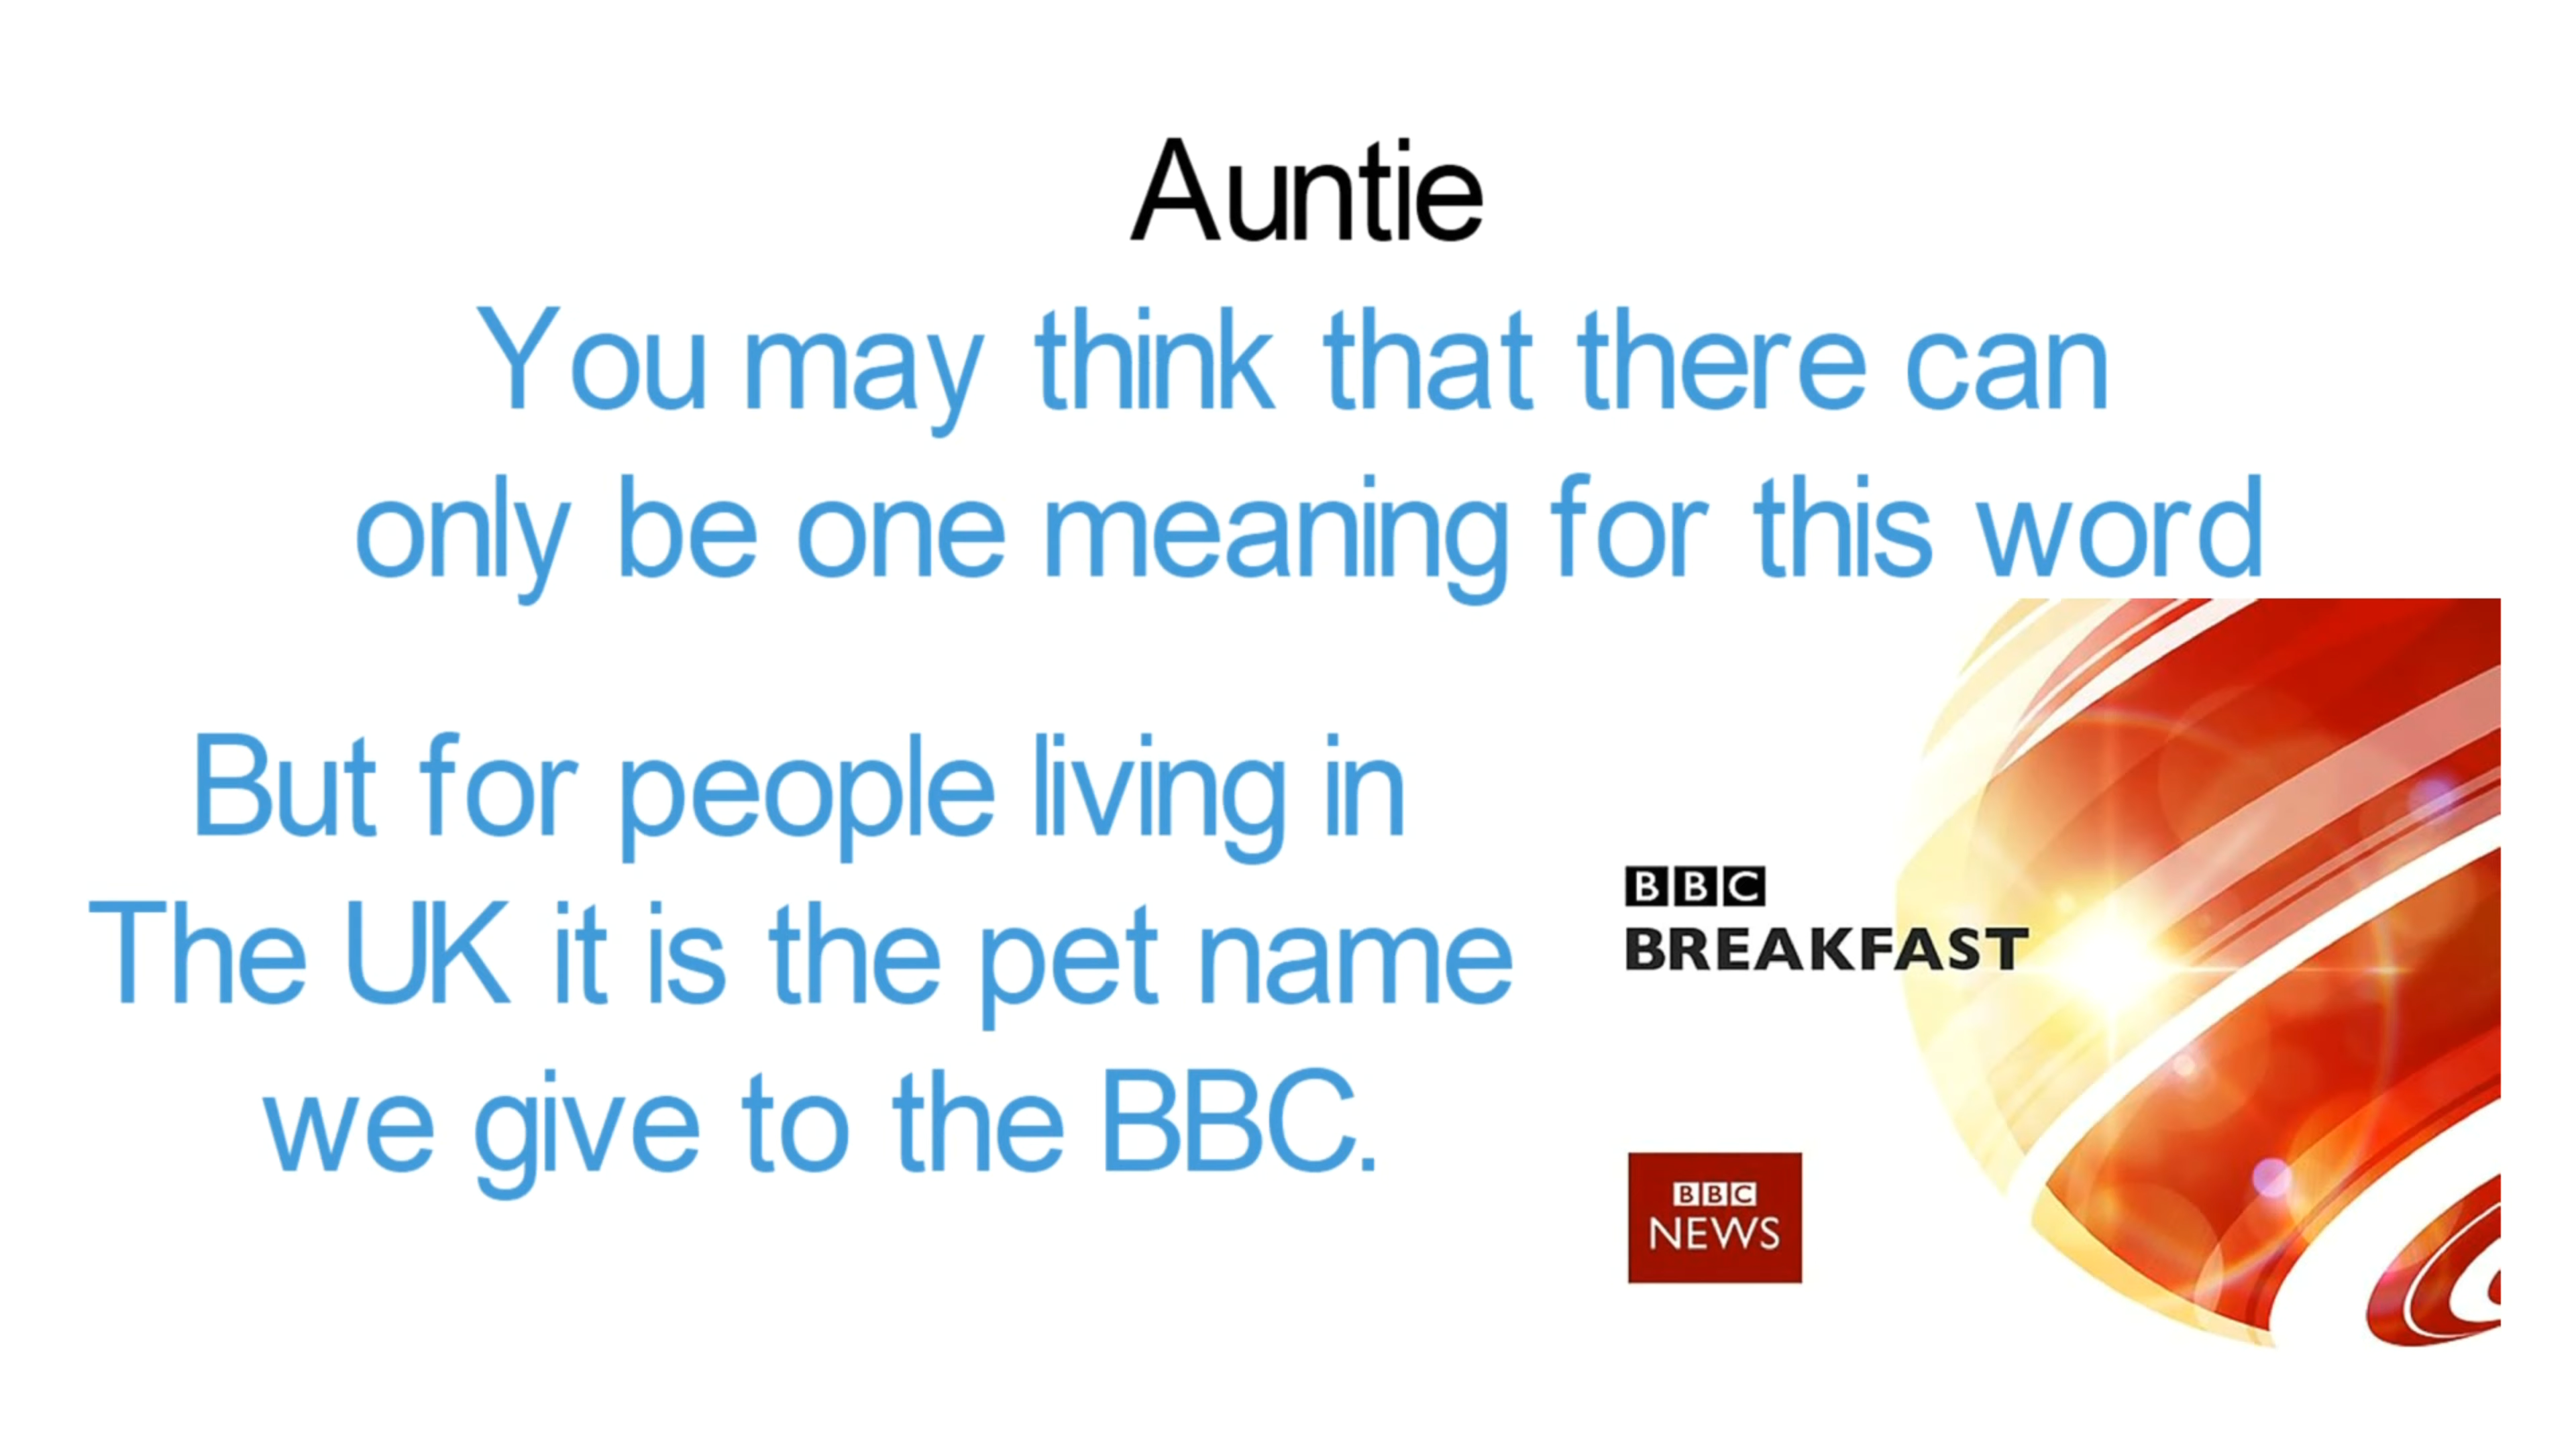 Auntie
You may think that there can
only be one meaning for this word
But for people living in
The UK it is the pet name
we give to the BBC.
BBC
BREAKFAST
BBC
NEWS